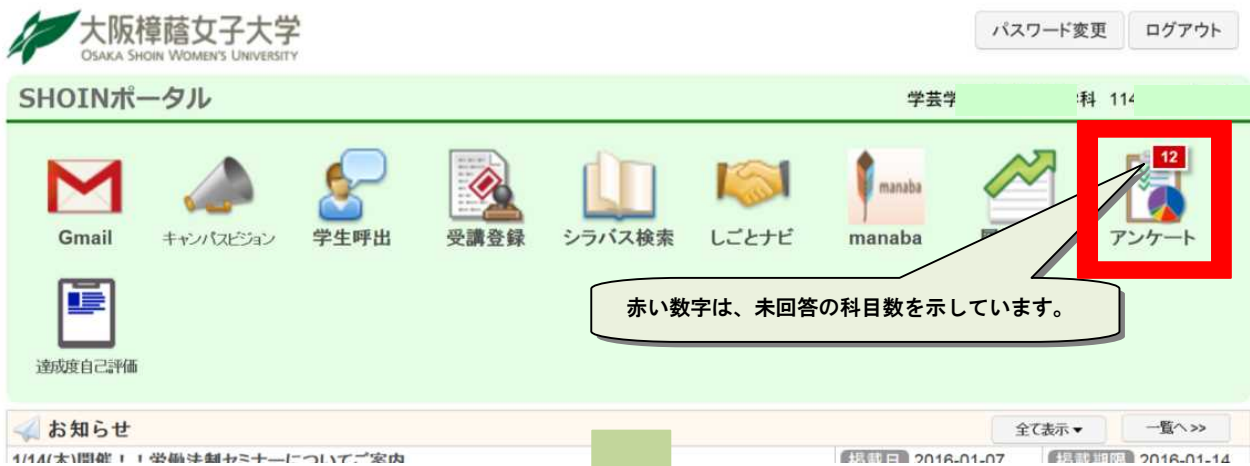 大阪樟蔭女子大学
OSAKA SHOIN WOMEN'S UNIVERSITY
パスワード変更 ログアウト
SHOINポータル
学芸学 科 114
12
manaba
Gmail キャンパスビジョン 学生呼出 受講登録 シラバス検索 しごとナビ manaba アンケート
赤い数字は、未回答の科目数を示しています。
達成度自己評価
お知らせ 全て表示▼ 一覧へ>>
1/14(木)開催！！労働法制セミナーについてご案内 掲載日 2016-01-07 掲載期限 2016-01-14